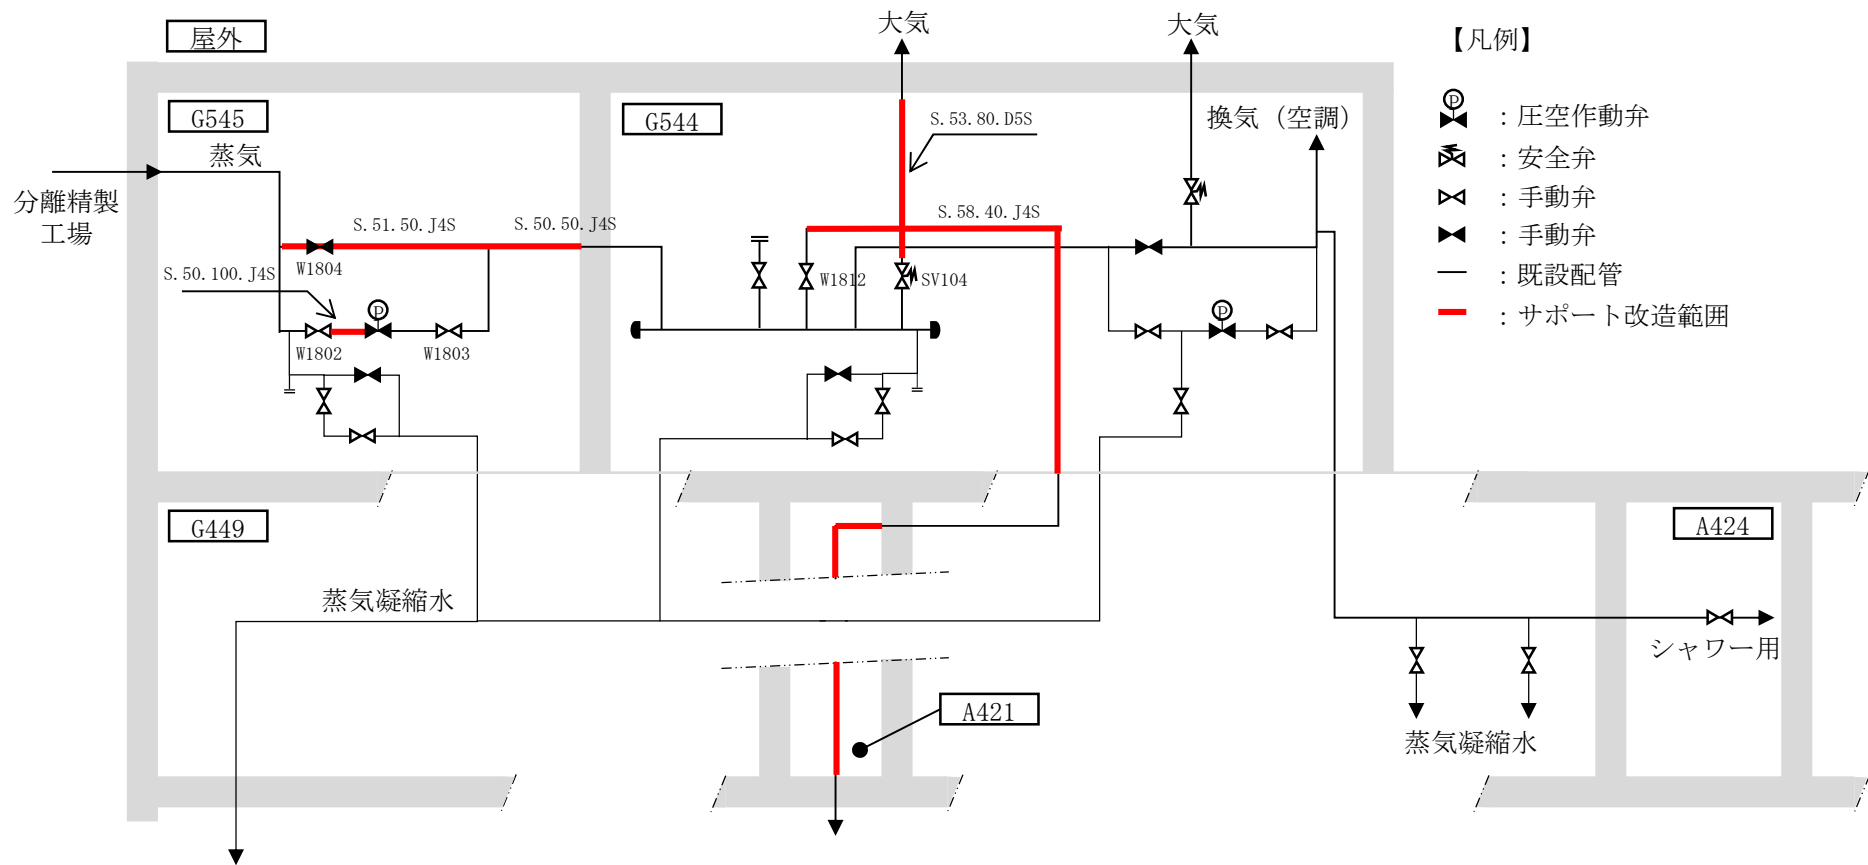 屋外
大気
大気
【凡例】
G545
G544
S.53.80.D5S
換気（空調）
P
：圧空作動弁
蒸気
：安全弁
分離精製
工場
：手動弁
S.51.50.J4S
S.50.50.J4S
S.58.40.J4S
：手動弁
S.50.100.J4S
W1804
W1812
SV104
：既設配管
P
P
：サポート改造範囲
W1802
W1803
G449
A424
蒸気凝縮水
シャワー用
A421
蒸気凝縮水